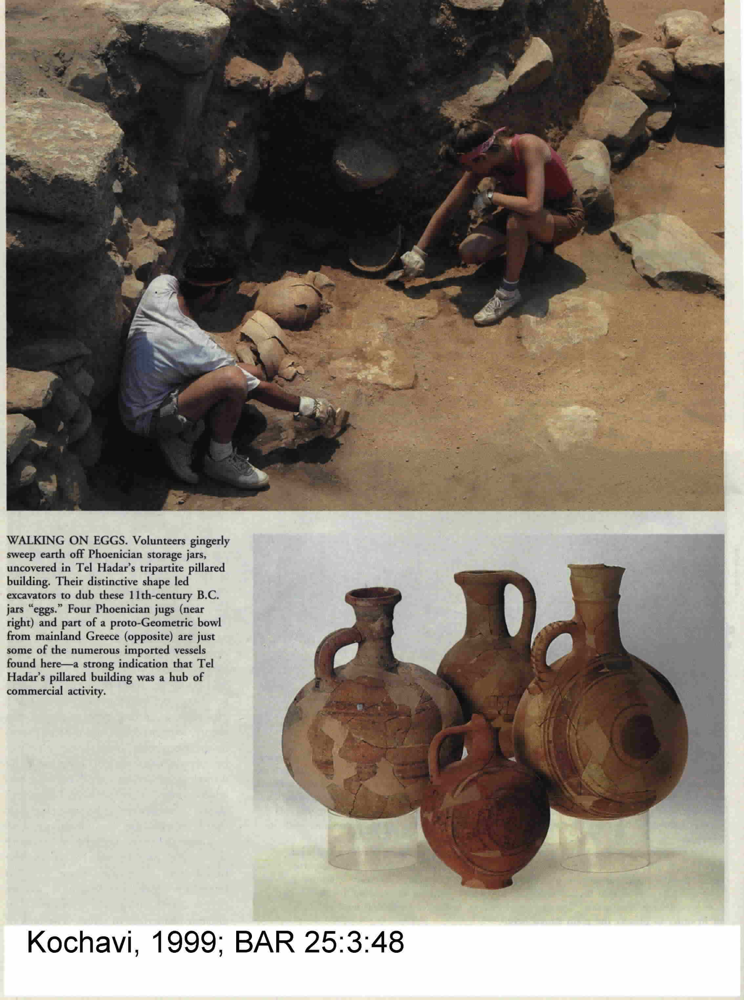 WALKING ON EGGS. Volunteers gingerly
sweep earth off Phoenician storage jars,
uncovered in Tel Hadar's tripartite pillared
building. Their distinctive shape led
excavators to dub these 11th-century B.C.
jars “eggs.” Four Phoenician jugs (near
right) and part of a proto-Geometric bowl
from mainland Greece (opposite) are just
some of the numerous imported vessels
found here—a strong indication that Tel
Hadar's pillared building was a hub of
commercial activity.
Kochavi, 1999; BAR 25:3:48